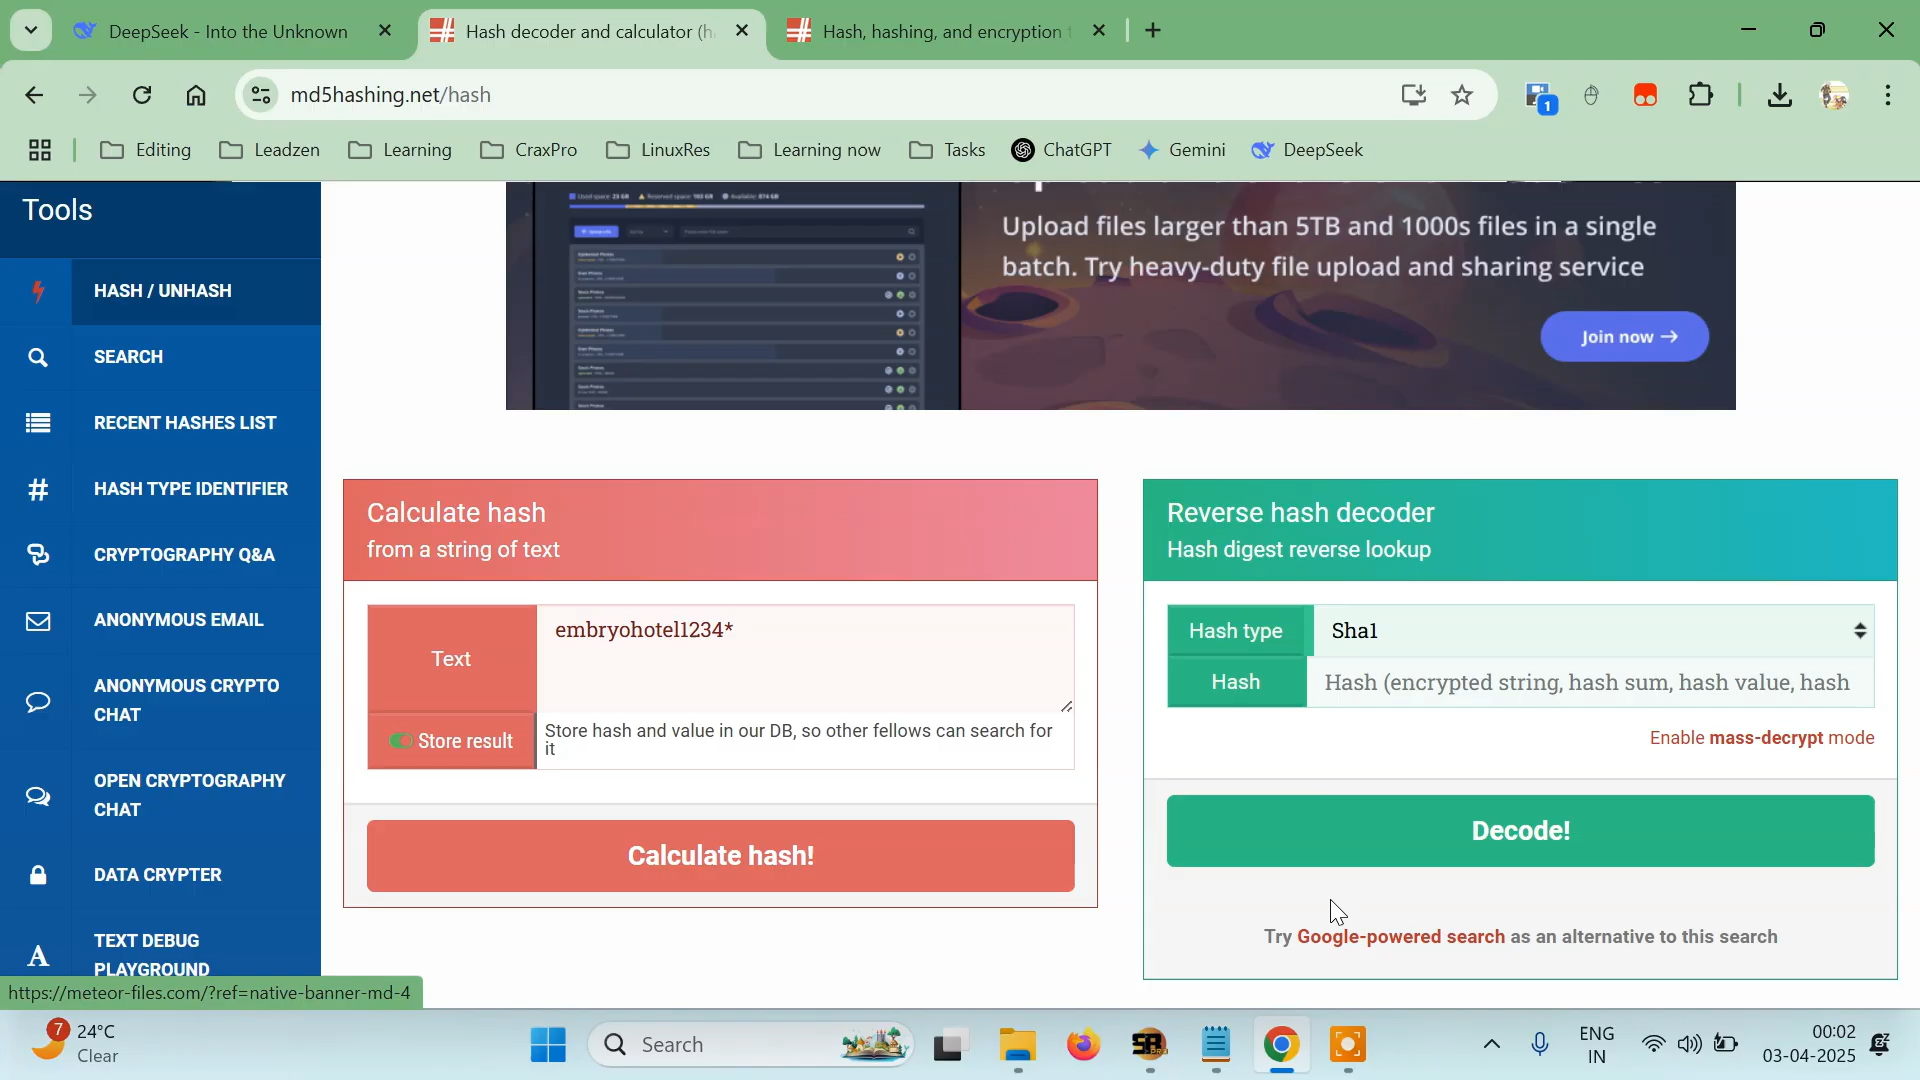 DeepSeek - Into the Unknown
Hash decoder and calculator (h
Hash, hashing, and encryption
md5hashing.net/hash
1
Editing
Leadzen
Learning
CraxPro
LinuxRes
Learning now
Tasks
ChatGPT
Gemini
DeepSeek
Tools
HASH / UNHASH
SEARCH
RECENT HASHES LIST
HASH TYPE IDENTIFIER
CRYPTOGRAPHY Q&A
ANONYMOUS EMAIL
ANONYMOUS CRYPTO
CHAT
OPEN CRYPTOGRAPHY
CHAT
DATA CRYPTER
TEXT DEBUG
PLAYGROUND
Upload files larger than 5TB and 1000s files in a single
batch. Try heavy-duty file upload and sharing service
Join now →
Calculate hash
from a string of text
Text
embryohotel1234*
Store result
Store hash and value in our DB, so other fellows can search for
it
Calculate hash!
Reverse hash decoder
Hash digest reverse lookup
Hash type
Sha1
Hash
Hash (encrypted string, hash sum, hash value, hash
Enable mass-decrypt mode
Decode!
Try Google-powered search as an alternative to this search
https://meteor-files.com/?ref=native-banner-md-4
7
24°C
Clear
Search
ENG
IN
00:02
03-04-2025